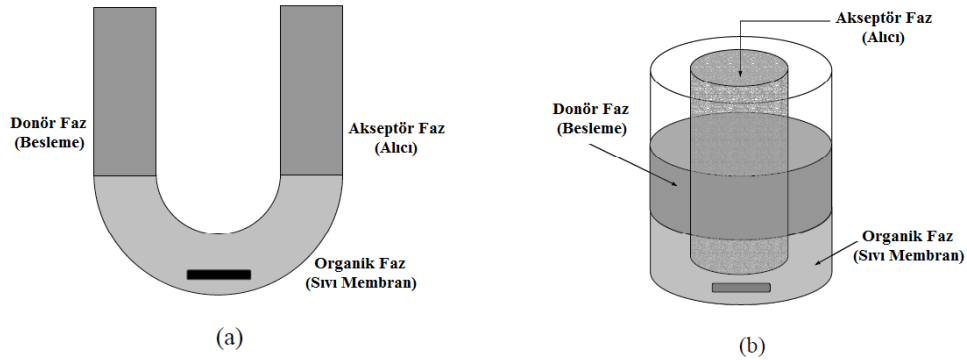 Donör Faz
(Besleme)
Akseptör Faz
(Alıcı)
Organik Faz
(Sıvı Membran)
(a)
Akseptör Faz
(Alıcı)
Donör Faz
(Besleme)
Organik Faz
(Sıvı Membran)
(b)